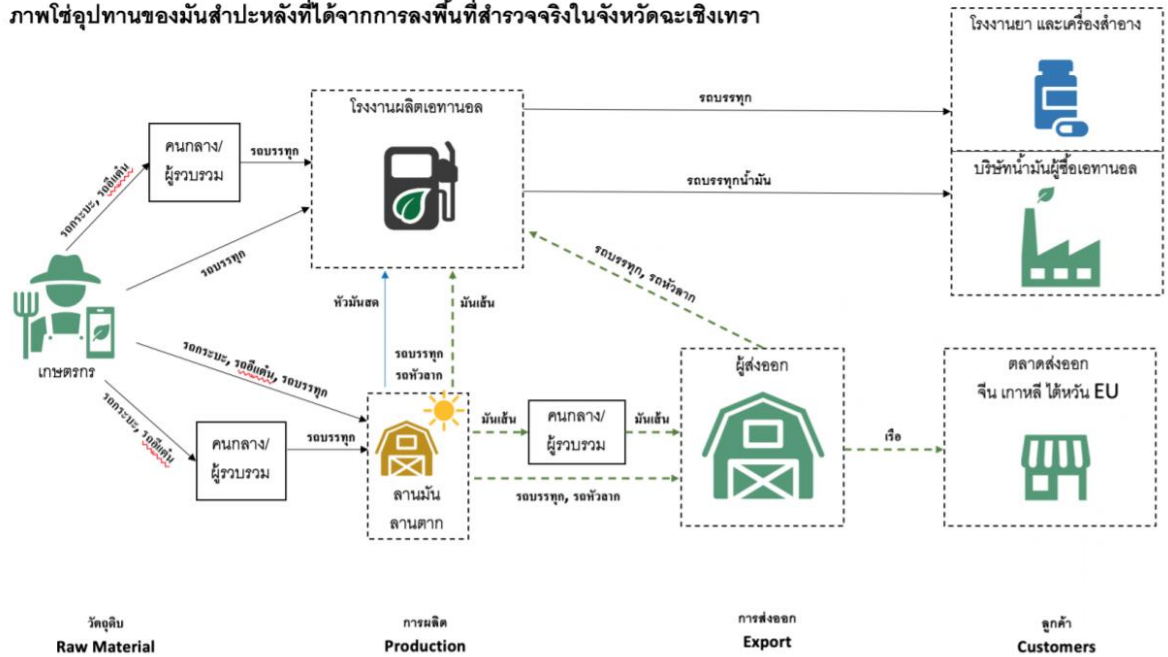 ภาพโซ่อุปทานของมันสำปะหลังที่ได้จากการลงพื้นที่สำรวจจริงในจังหวัดฉะเชิงเทรา
โรงงานยา และเครื่องสำอาง
โรงงานผลิตเอทานอล
รถบรรทุก
คนกลาง/
ผู้รวบรวม
รถบรรทุก
รถกระบะ, รถอีแต๋น
บริษัทน้ำมันผู้ซื้อเอทานอล
รถบรรทุกน้ำมัน
รถบรรทุก
รถบรรทุก, รถหัวลาก
หัวมันสด
มันเส้น
เกษตรกร
รถกระบะ, รถอีแต๋น, รถบรรทุก
รถบรรทุก
รถหัวลาก
ผู้ส่งออก
ตลาดส่งออก
จีน เกาหลี ไต้หวัน EU
รถกระบะ, รถอีแต๋น
คนกลาง/
ผู้รวบรวม
รถบรรทุก
มันเส้น
คนกลาง/
ผู้รวบรวม
มันเส้น
เรือ
ลานมัน
ลานตาก
รถบรรทุก, รถหัวลาก
วัตถุดิบ
Raw Material
การผลิต
Production
การส่งออก
Export
ลูกค้า
Customers